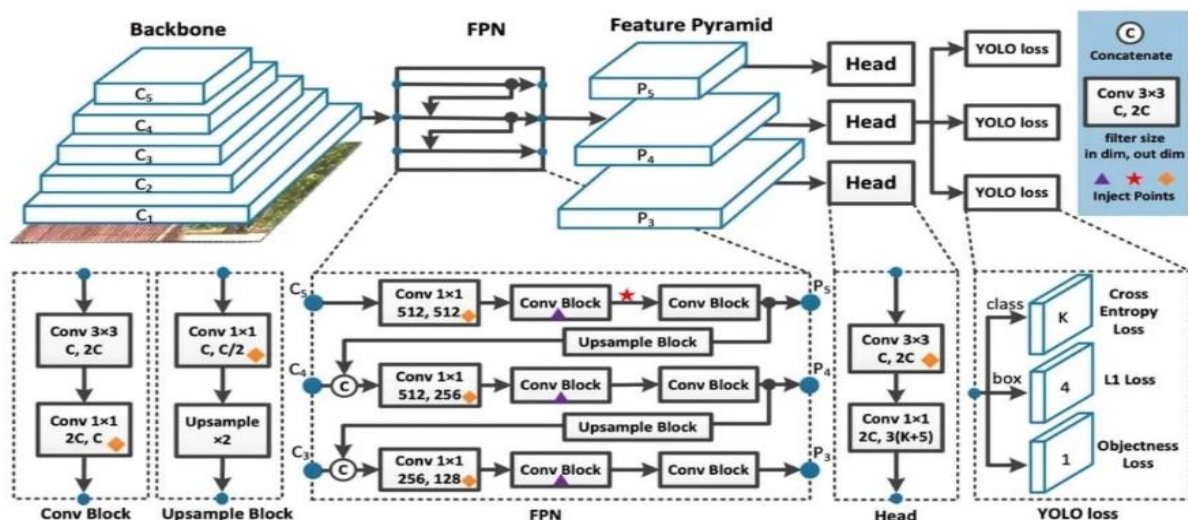 Backbone
FPN
Feature Pyramid
C5
C4
C3
C2
C1
P5
P4
P3
Head
Head
Head
YOLO loss
YOLO loss
YOLO loss
C
Concatenate
Conv 3×3
C, 2C
filter size
in dim, out dim
Inject Points
Conv 3×3
C, 2C
Conv 1×1
2C, C
Conv Block
Conv 1×1
C, C/2
Upsample
×2
Upsample Block
C5
Conv 1×1
512, 512
Conv Block
Conv Block
P5
Upsample Block
C4
C
Conv 1×1
512, 256
Conv Block
Conv Block
P4
Upsample Block
C3
C
Conv 1×1
256, 128
Conv Block
Conv Block
P3
FPN
Conv 3×3
C, 2C
Conv 1×1
2C, 3(K+5)
Head
class
K
Cross
Entropy
Loss
box
4
L1 Loss
1
Objectness
Loss
YOLO loss